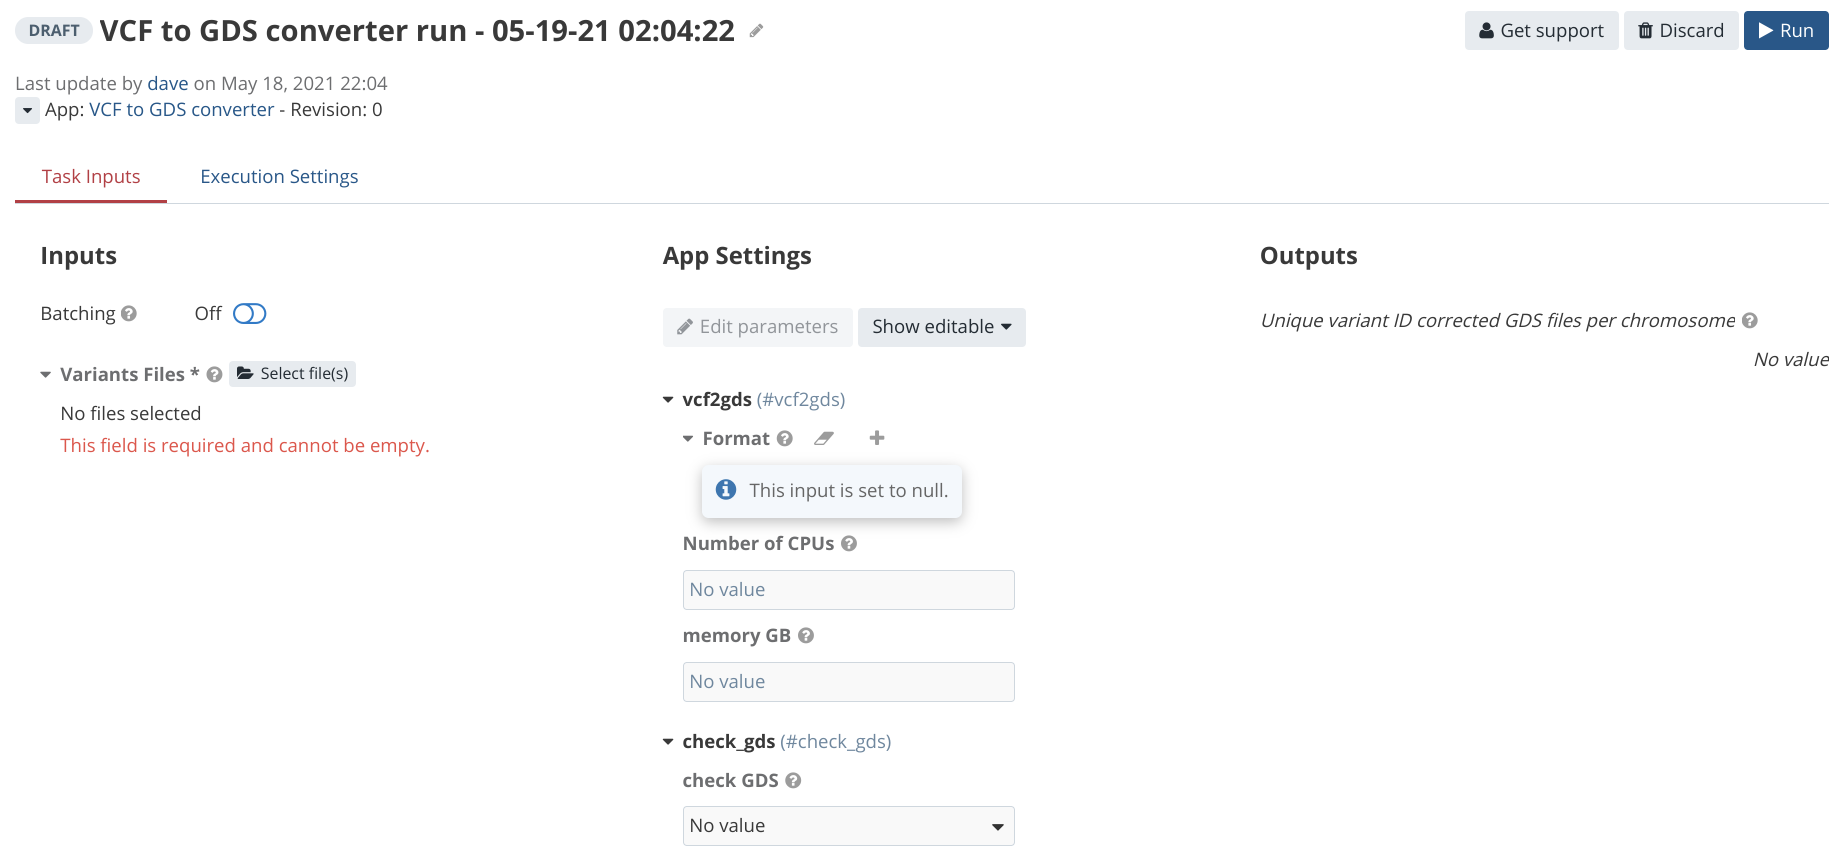 DRAFT VCF to GDS converter run - 05-19-21 02:04:22
Get support Discard Run
Last update by dave on May 18, 2021 22:04
App: VCF to GDS converter - Revision: 0
Task Inputs Execution Settings
Inputs
Batching Off
Variants Files * Select file(s)
No files selected
This field is required and cannot be empty.
App Settings
Edit parameters Show editable
vcf2gds (#vcf2gds)
Format
This input is set to null.
Number of CPUs
No value
memory GB
No value
check_gds (#check_gds)
check GDS
No value
Outputs
Unique variant ID corrected GDS files per chromosome
No value